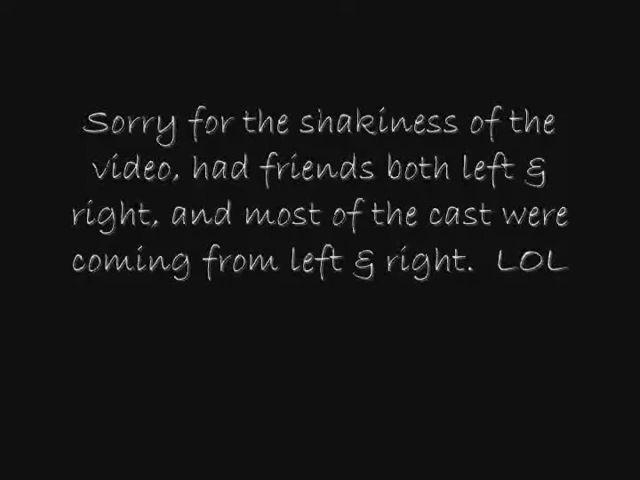 Sorry for the shakiness of the
video, had friends both left &
right, and most of the cast were
coming from left & right. LOL